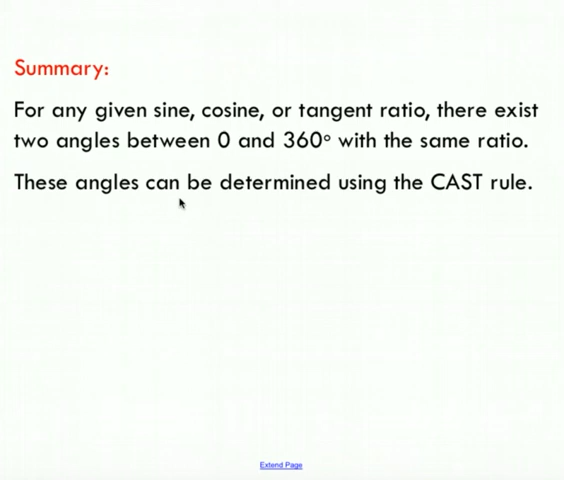 Summary:
For any given sine, cosine, or tangent ratio, there exist
two angles between 0 and 360° with the same ratio.
These angles can be determined using the CAST rule.
Extend Page